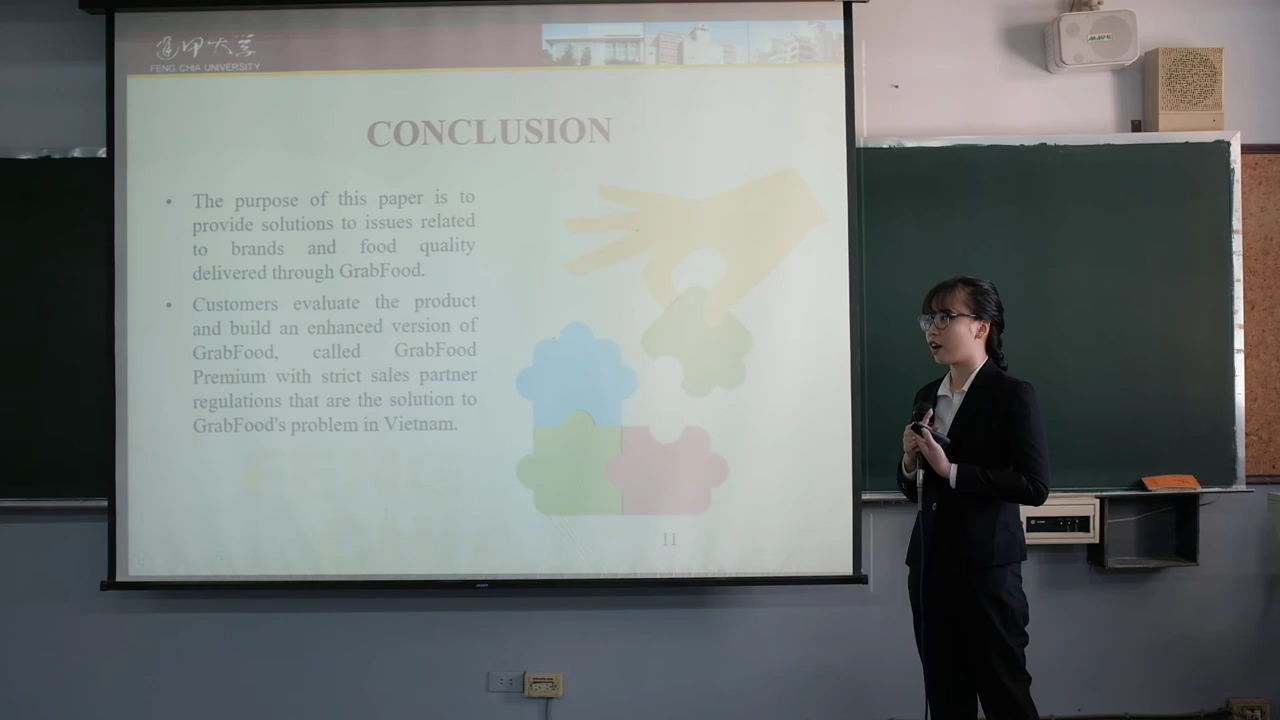 逢甲大學
FENG CHIA UNIVERSITY
CONCLUSION
• The purpose of this paper is to
provide solutions to issues related
to brands and food quality
delivered through GrabFood.
• Customers evaluate the product
and build an enhanced version of
GrabFood, called GrabFood
Premium with strict sales partner
regulations that are the solution to
GrabFood's problem in Vietnam.
11